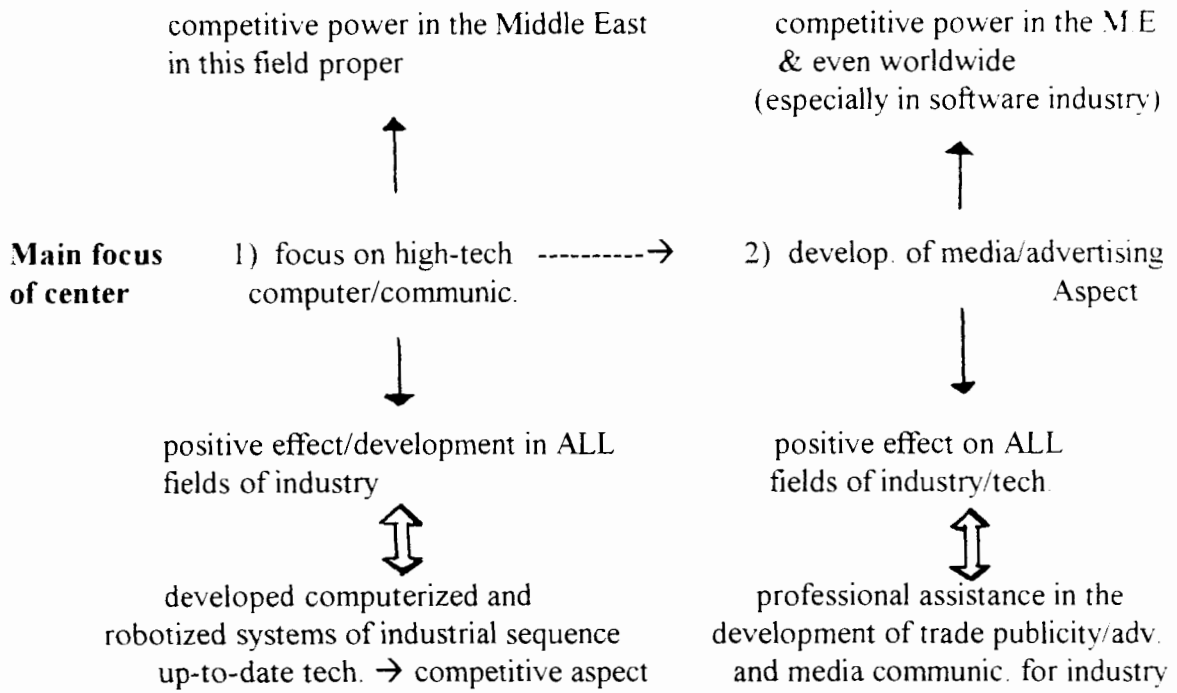 competitive power in the Middle East
in this field proper
competitive power in the M.E
& even worldwide
(especially in software industry)
Main focus
of center
1) focus on high-tech ----------→
computer/communic.
2) develop. of media/advertising
Aspect
positive effect/development in ALL
fields of industry
positive effect on ALL
fields of industry/tech.
developed computerized and
robotized systems of industrial sequence
up-to-date tech. → competitive aspect
professional assistance in the
development of trade publicity/adv.
and media communic. for industry